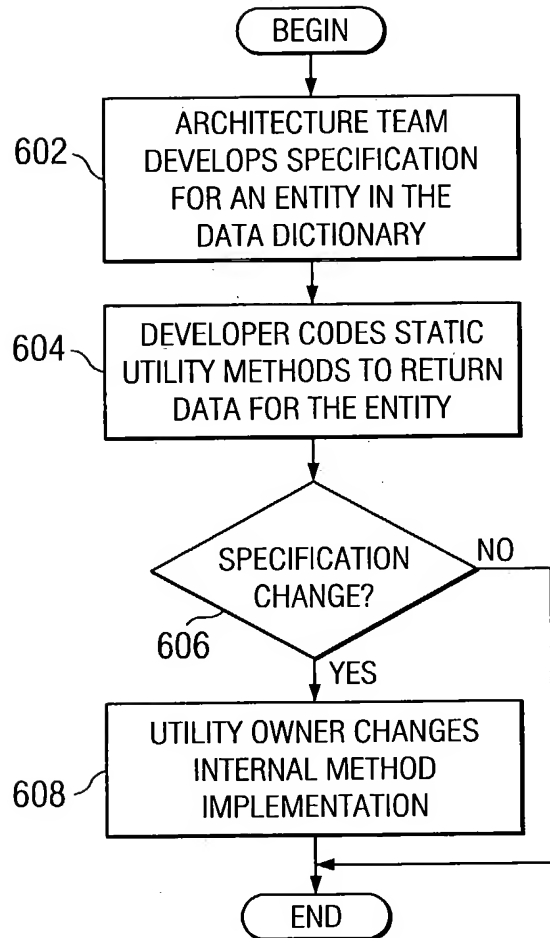 BEGIN
602
ARCHITECTURE TEAM
DEVELOPS SPECIFICATION
FOR AN ENTITY IN THE
DATA DICTIONARY
604
DEVELOPER CODES STATIC
UTILITY METHODS TO RETURN
DATA FOR THE ENTITY
SPECIFICATION
CHANGE?
NO
606
YES
608
UTILITY OWNER CHANGES
INTERNAL METHOD
IMPLEMENTATION
END